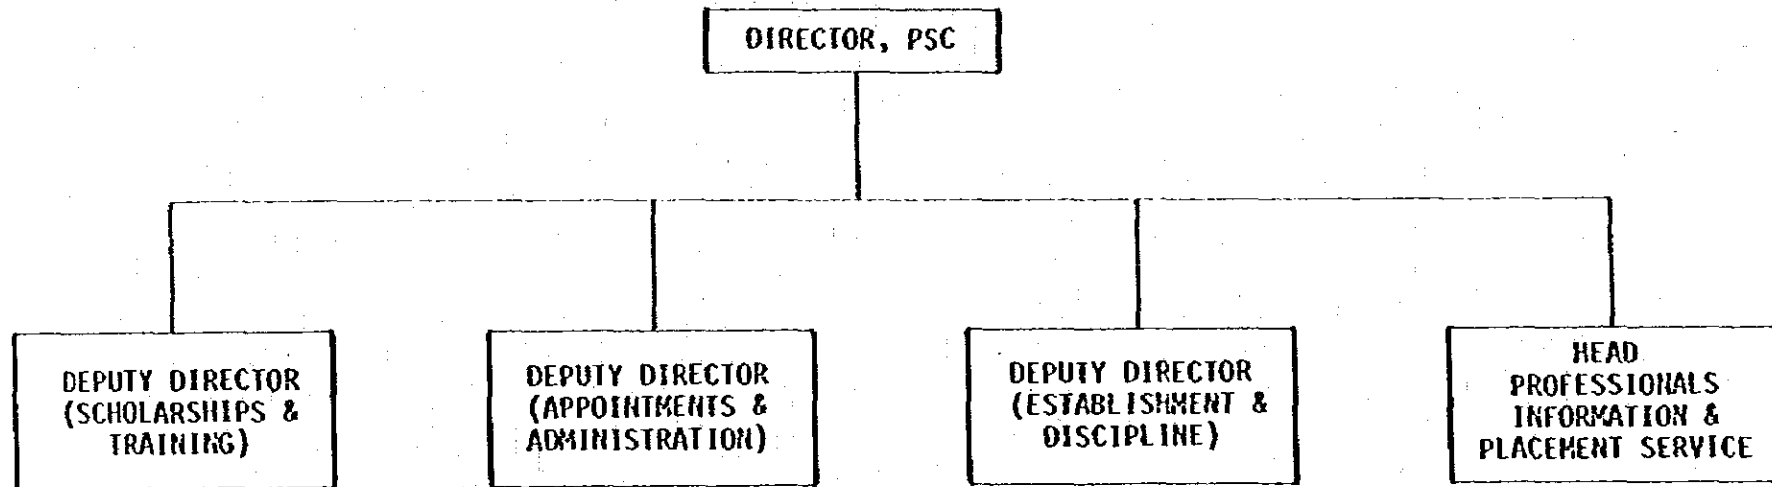 DIRECTOR, PSC
DEPUTY DIRECTOR
(SCHOLARSHIPS &
TRAINING)
DEPUTY DIRECTOR
(APPOINTMENTS &
ADMINISTRATION)
DEPUTY DIRECTOR
(ESTABLISHMENT &
DISCIPLINE)
HEAD
PROFESSIONALS
INFORMATION &
PLACEMENT SERVICE